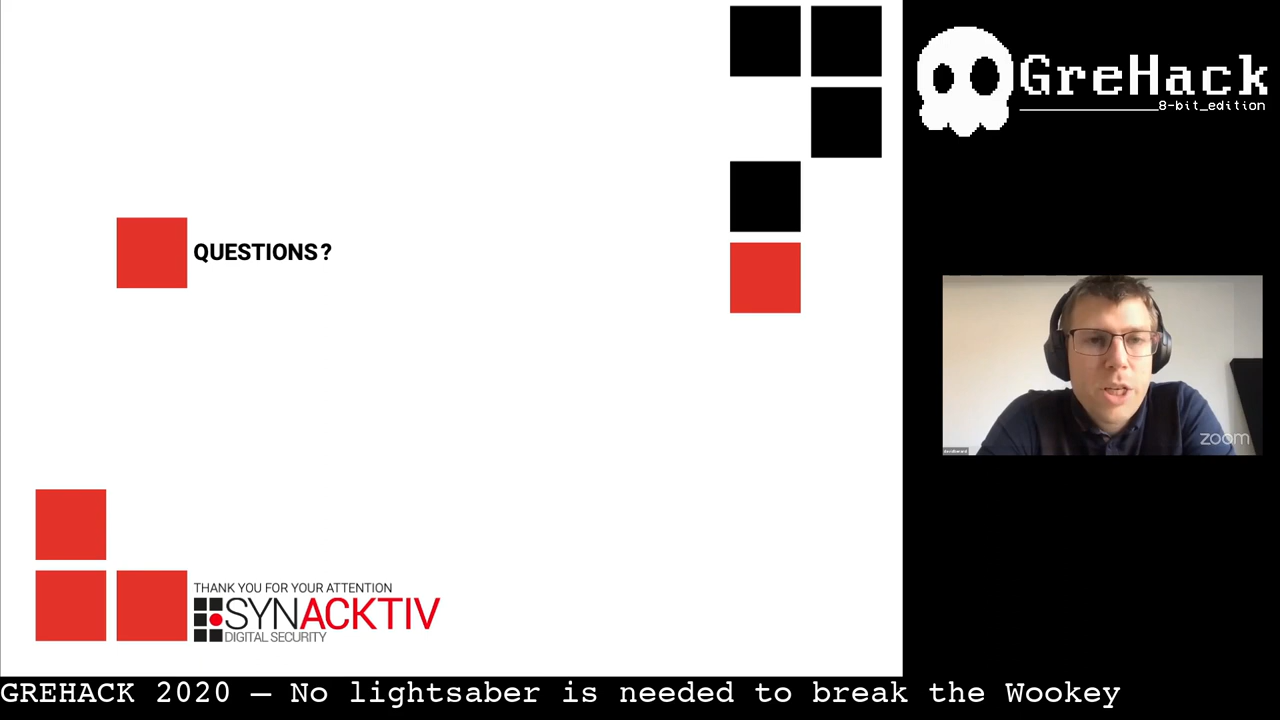 QUESTIONS ?
THANK YOU FOR YOUR ATTENTION
SYNACKTIV
DIGITAL SECURITY
GreHack
8-bit_edition
zoom
GREHACK 2020 – No lightsaber is needed to break the Wookey